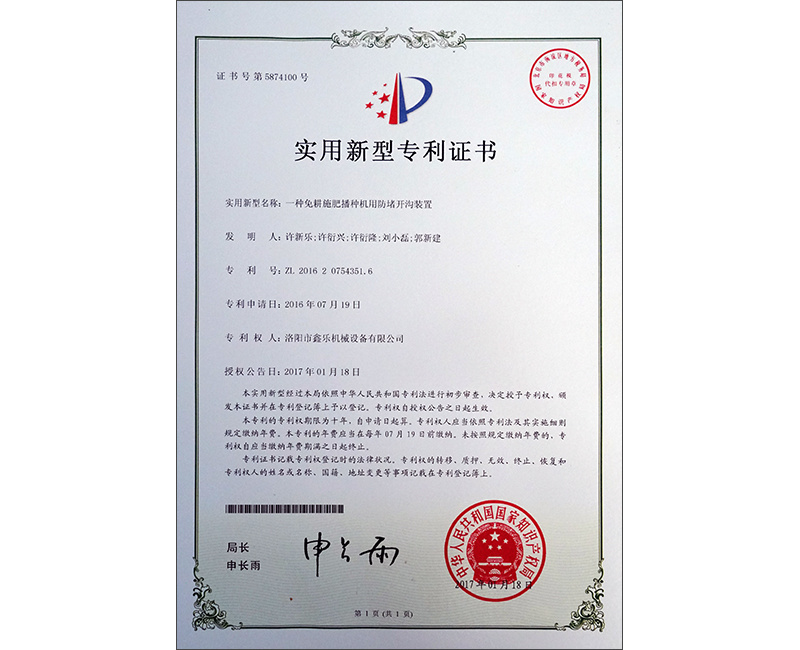 证书号第5874100号
印花税
代扣专用章
国家知识产权局
实用新型专利证书
实用新型名称：一种免耕施肥播种机用防堵开沟装置
发 明 人：许新乐;许衍兴;许衍隆;刘小磊;郭新建
专 利 号：ZL 2016 2 0754351.6
专利申请日：2016年07月19日
专 利 权 人：洛阳市鑫乐机械设备有限公司
授权公告日：2017年01月18日
本实用新型经过本局依照中华人民共和国专利法进行初步审查，决定授予专利权，颁
发本证书并在专利登记簿上予以登记。专利权自授权公告之日起生效。
本专利的专利权期限为十年，自申请日起算。专利权人应当依照专利法及其实施细则
规定缴纳年费。本专利的年费应当在每年07月19日前缴纳。未按照规定缴纳年费的，专
利权自应当缴纳年费期满之日起终止。
专利证书记载专利权登记时的法律状况。专利权的转移、质押、无效、终止、恢复和
专利权人的姓名或名称、国籍、地址变更等事项记载在专利登记簿上。
局长
申长雨
申长雨
中华人民共和国国家知识产权局
2017年01月18日
第1页(共1页)